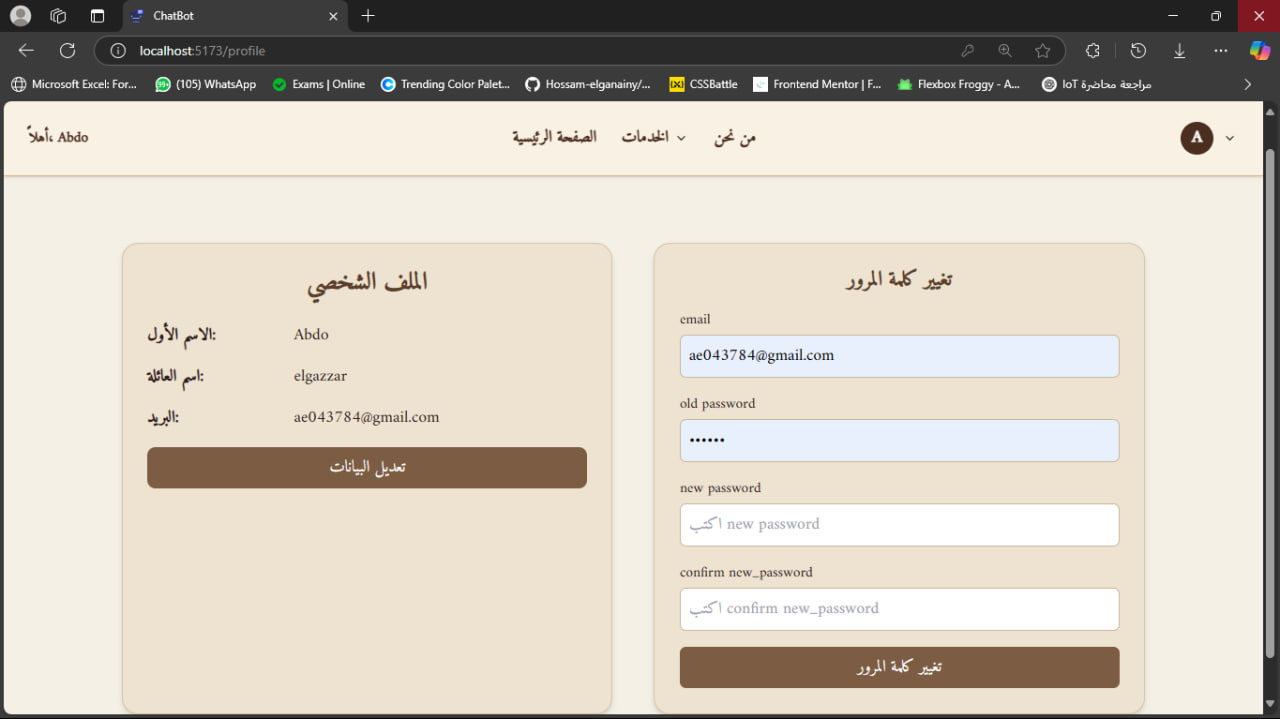 ChatBot
localhost:5173/profile
Microsoft Excel: For...
(105) WhatsApp
Exams | Online
Trending Color Palet...
Hossam-elganainy/...
CSSBattle
Frontend Mentor | F...
Flexbox Froggy - A...
مراجعة محاضرة IoT
أهلاً، Abdo
الصفحة الرئيسية
الخدمات
من نحن
A
الملف الشخصي
الاسم الأول:
Abdo
اسم العائلة:
elgazzar
البريد:
ae043784@gmail.com
تعديل البيانات
تغيير كلمة المرور
email
ae043784@gmail.com
old password
••••••
new password
اكتب new password
confirm new_password
اكتب confirm new_password
تغيير كلمة المرور